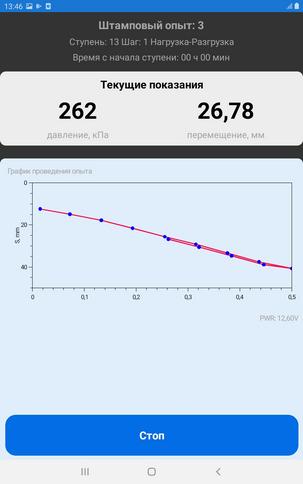 13:46
Штамповый опыт: 3
Ступень: 13 Шаг: 1 Нагрузка-Разгрузка
Время с начала ступени: 00 ч 00 мин
Текущие показания
262 26,78
давление, кПа перемещение, мм
График проведения опыта
0
20
40
S, mm
0 0,1 0,2 0,3 0,4 0,5
PWR: 12,60V
Стоп